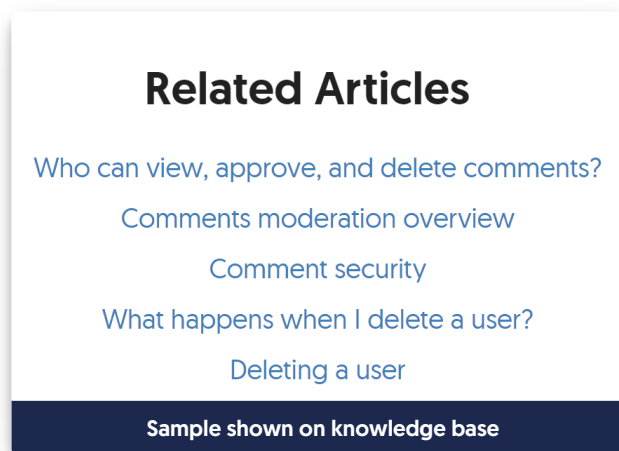 Related Articles
Who can view, approve, and delete comments?
Comments moderation overview
Comment security
What happens when I delete a user?
Deleting a user
Sample shown on knowledge base